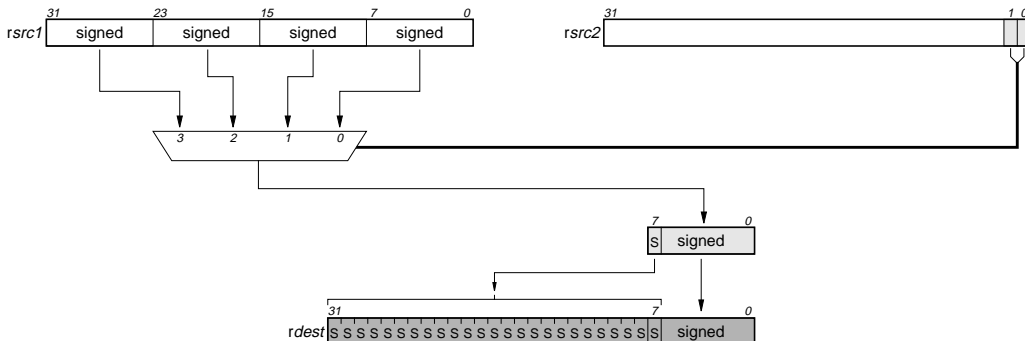 31 23 15 7 0 31 1 0
rsrc1 signed signed signed signed rsrc2
3 2 1 0
7 0
S signed
31 7 0
rdest S S S S S S S S S S S S S S S S S S S S S S S S S signed